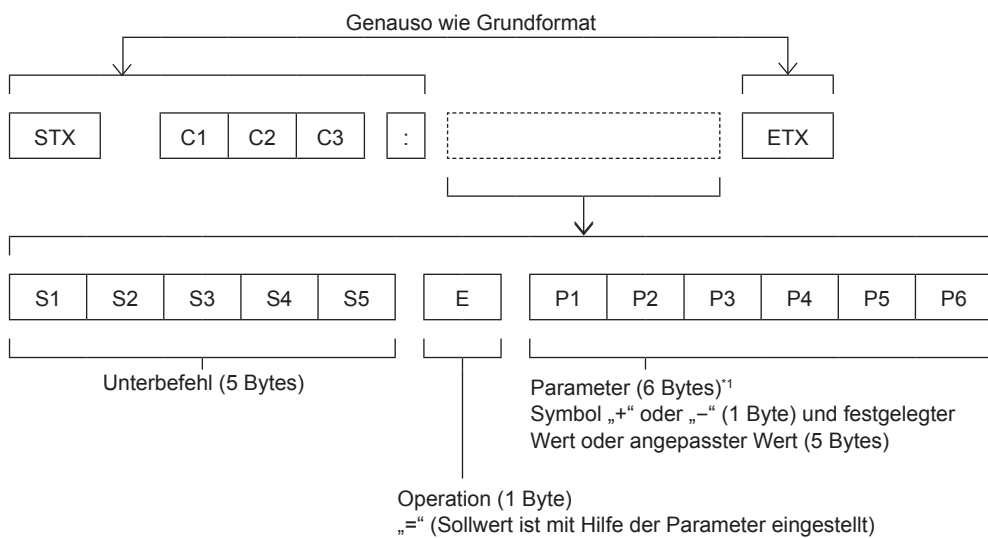 Genauso wie Grundformat
STX C1 C2 C3 : ETX
S1 S2 S3 S4 S5 E P1 P2 P3 P4 P5 P6
Unterbefehl (5 Bytes)
Parameter (6 Bytes)*1
Symbol „+“ oder „−“ (1 Byte) und festgelegter
Wert oder angepasster Wert (5 Bytes)
Operation (1 Byte)
„=“ (Sollwert ist mit Hilfe der Parameter eingestellt)